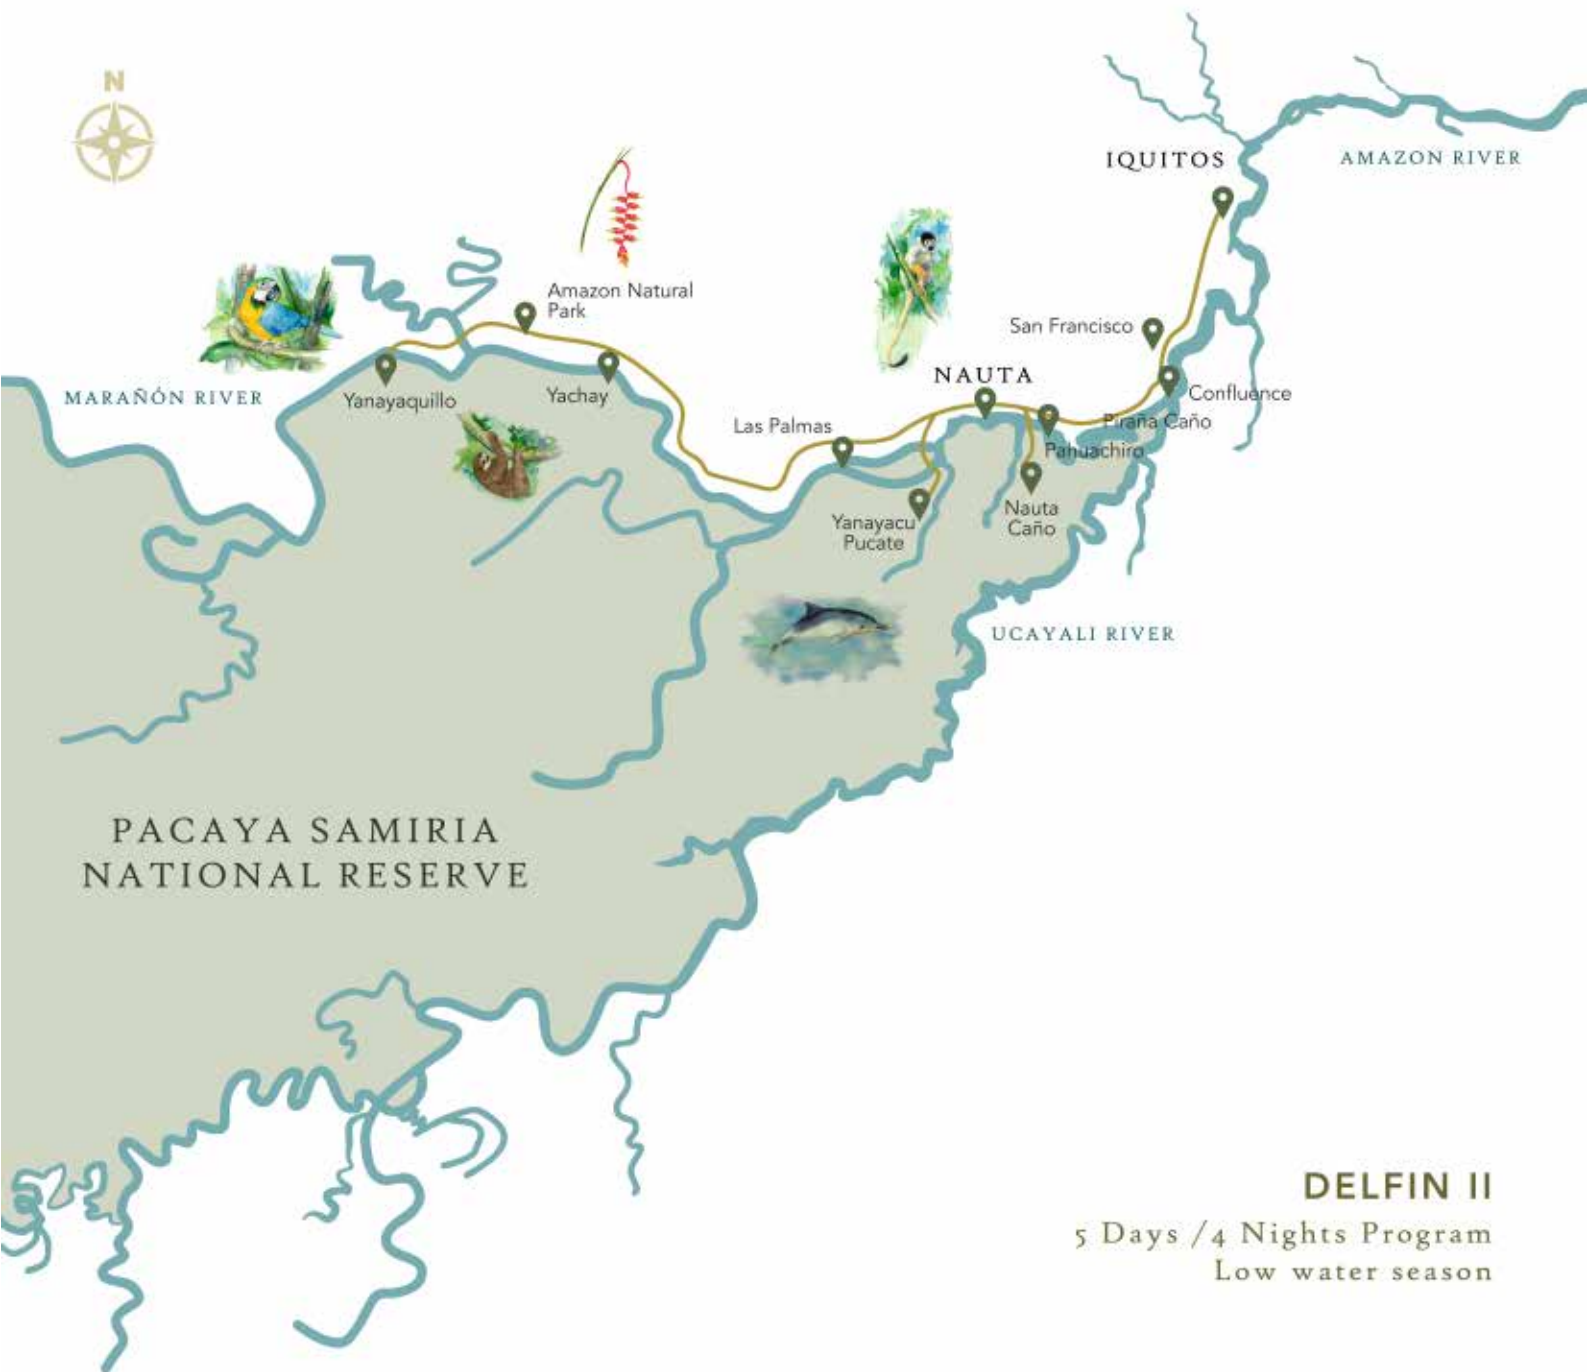 N
IQUITOS
AMAZON RIVER
Amazon Natural
Park
San Francisco
NAUTA
MARAÑÓN RIVER
Yanayaquillo
Yachay
Confluence
Las Palmas
Piraña Caño
Pahuachiro
Yanayacu
Pucate
Nauta
Caño
UCAYALI RIVER
PACAYA SAMIRIA
NATIONAL RESERVE
DELFIN II
5 Days /4 Nights Program
Low water season